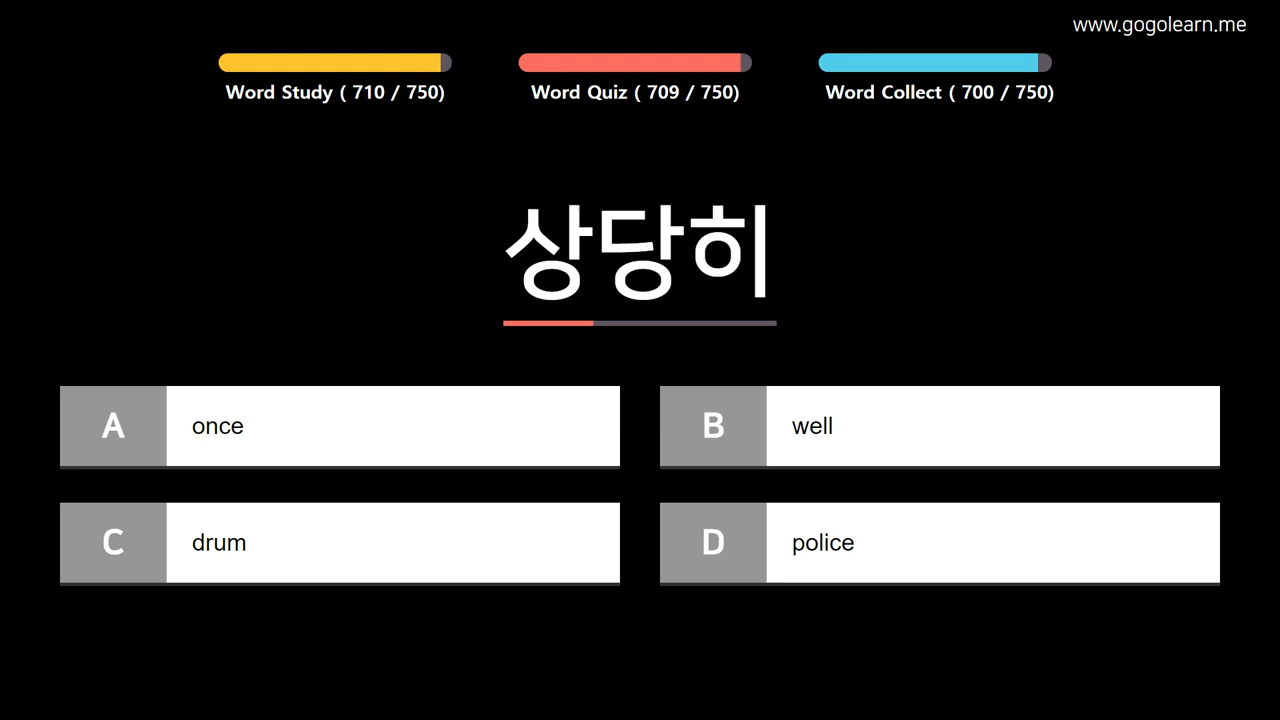 www.gogolearn.me
Word Study ( 710 / 750)
Word Quiz ( 709 / 750)
Word Collect ( 700 / 750)
상당히
A once
B well
C drum
D police